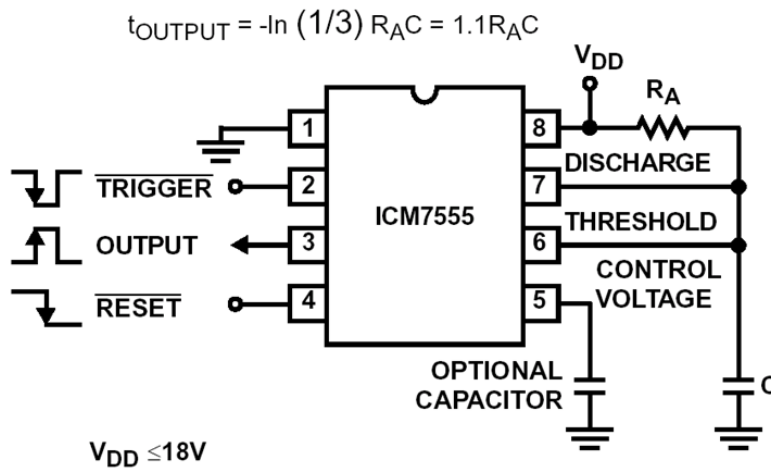 tOUTPUT = -ln (1/3) RAC = 1.1RAC
VDD
RA
1
8
DISCHARGE
TRIGGER
2
7
ICM7555
THRESHOLD
OUTPUT
3
6
CONTROL
VOLTAGE
RESET
4
5
OPTIONAL
CAPACITOR
C
VDD ≤18V